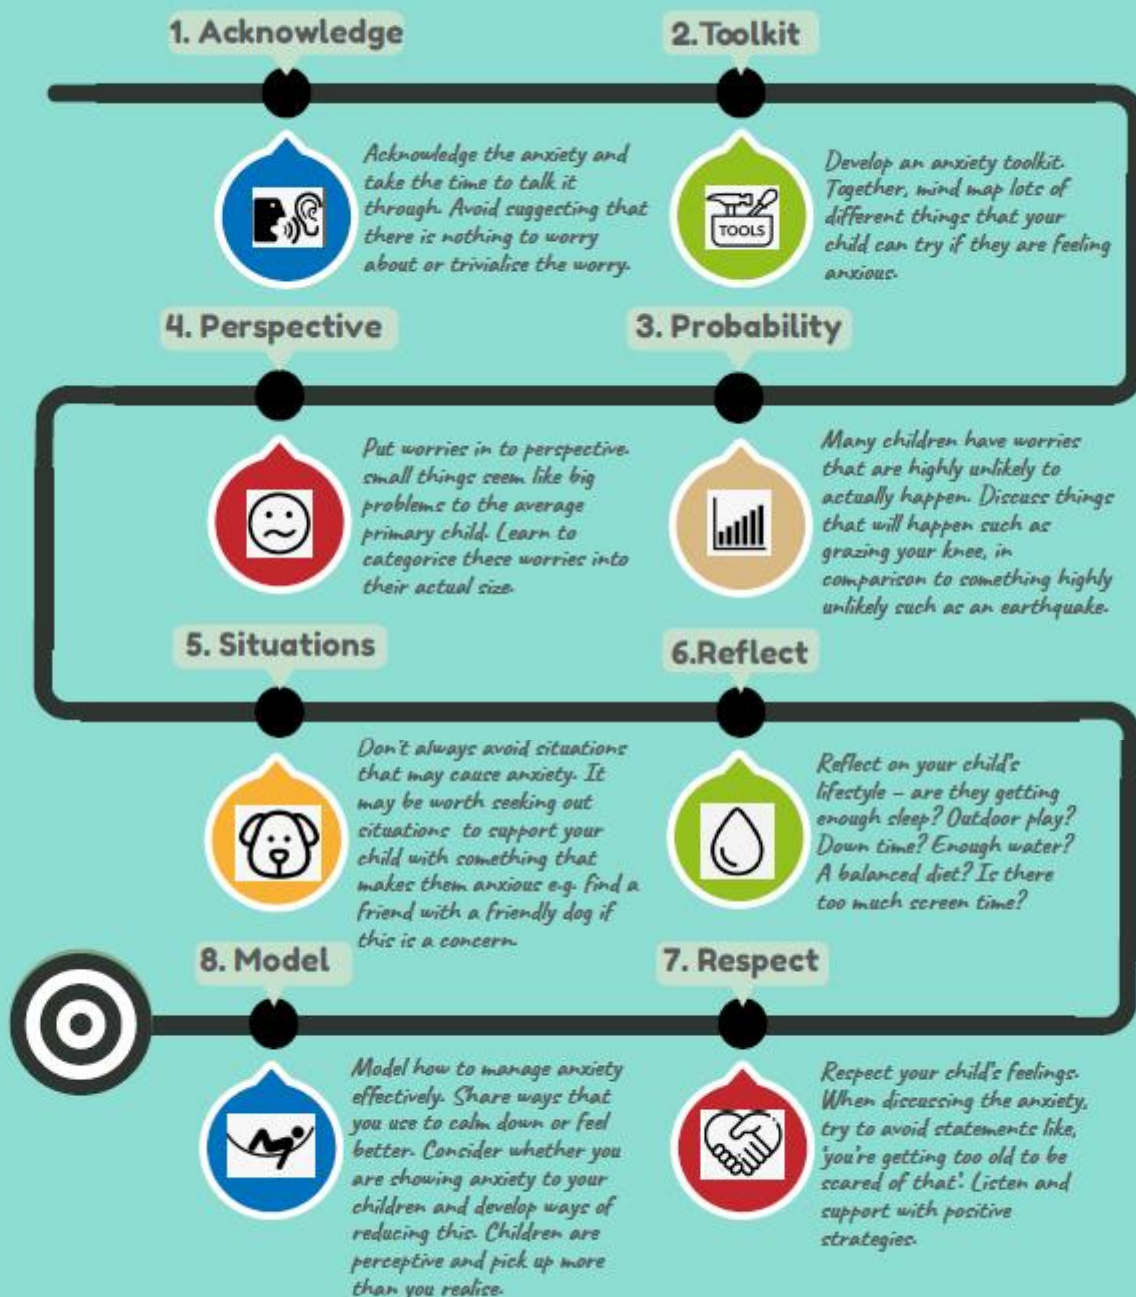 1. Acknowledge
Acknowledge the anxiety and
take the time to talk it
through. Avoid suggesting that
there is nothing to worry
about or trivialise the worry.
2.Toolkit
TOOLS
Develop an anxiety toolkit.
Together, mind map lots of
different things that your
child can try if they are feeling
anxious.
3. Probability
Many children have worries
that are highly unlikely to
actually happen. Discuss things
that will happen such as
grazing your knee, in
comparison to something highly
unlikely such as an earthquake.
4. Perspective
Put worries in to perspective.
small things seem like big
problems to the average
primary child. Learn to
categorise these worries into
their actual size.
5. Situations
Don't always avoid situations
that may cause anxiety. It
may be worth seeking out
situations to support your
child with something that
makes them anxious e.g. find a
friend with a friendly dog if
this is a concern.
6.Reflect
Reflect on your child's
lifestyle – are they getting
enough sleep? Outdoor play?
Down time? Enough water?
A balanced diet? Is there
too much screen time?
7. Respect
Respect your child's feelings.
When discussing the anxiety,
try to avoid statements like,
'you're getting too old to be
scared of that'. Listen and
support with positive
strategies.
8. Model
Model how to manage anxiety
effectively. Share ways that
you use to calm down or feel
better. Consider whether you
are showing anxiety to your
children and develop ways of
reducing this. Children are
perceptive and pick up more
than you realise.